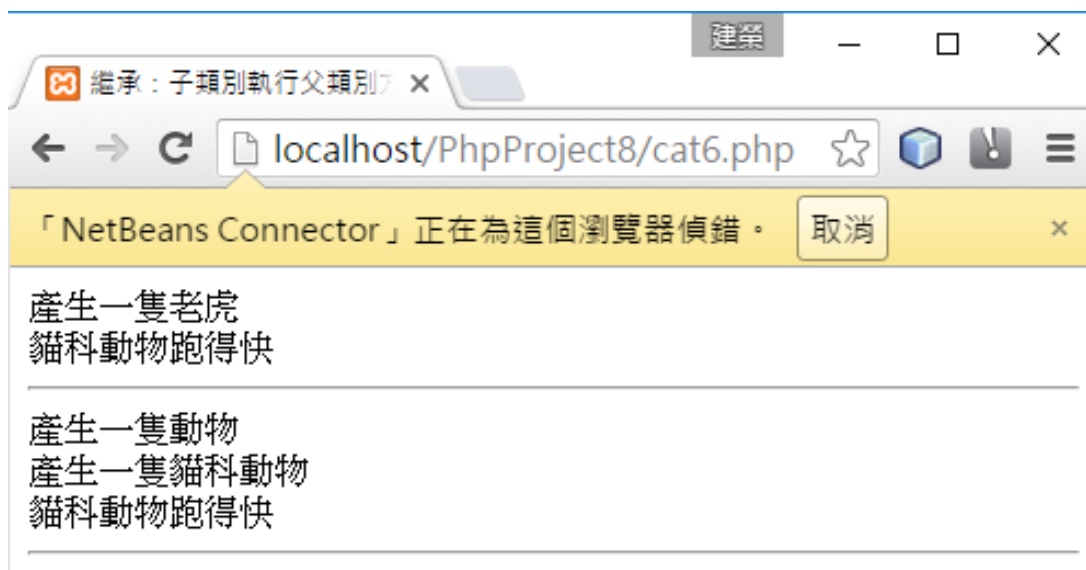 建榮
繼承：子類別執行父類別
localhost/PhpProject8/cat6.php
「NetBeans Connector」正在為這個瀏覽器偵錯。 取消
產生一隻老虎
貓科動物跑得快
產生一隻動物
產生一隻貓科動物
貓科動物跑得快